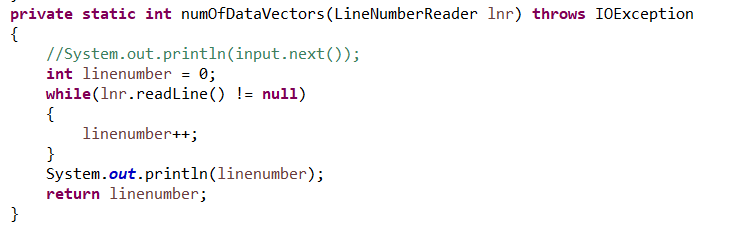 private static int numOfDataVectors(LineNumberReader lnr) throws IOException
{
    //System.out.println(input.next());
    int linenumber = 0;
    while(lnr.readLine() != null)
    {
        linenumber++;
    }
    System.out.println(linenumber);
    return linenumber;
}